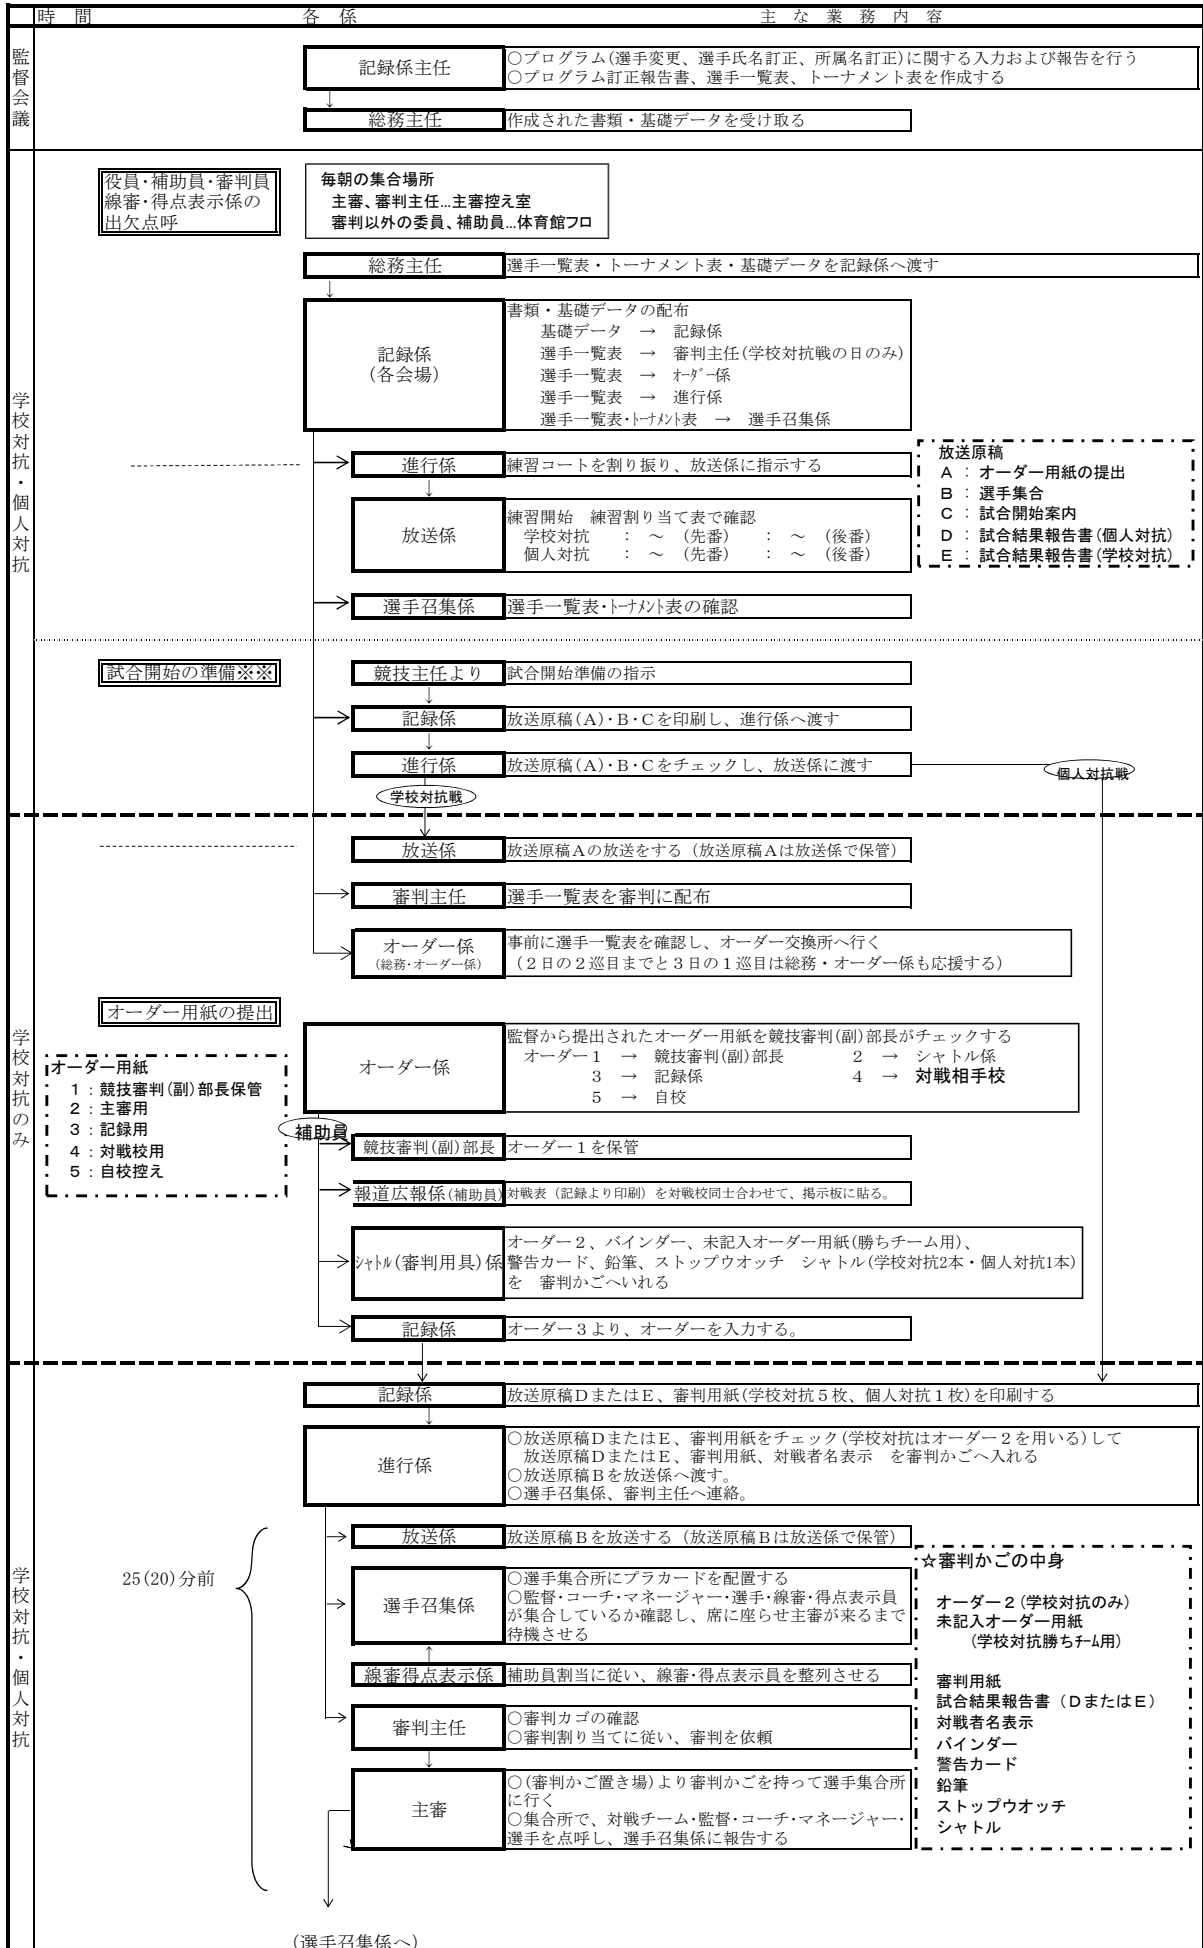 時　間　各　係　主　な　業　務　内　容
監督会議
記録係主任
○プログラム(選手変更、選手氏名訂正、所属名訂正)に関する入力および報告を行う
○プログラム訂正報告書、選手一覧表、トーナメント表を作成する
総務主任
作成された書類・基礎データを受け取る
学校対抗・個人対抗
役員・補助員・審判員
線審・得点表示係の
出欠点呼
毎朝の集合場所
主審、審判主任…主審控え室
審判以外の委員、補助員…体育館フロ
総務主任
選手一覧表・トーナメント表・基礎データを記録係へ渡す
記録係
(各会場)
書類・基礎データの配布
基礎データ　→　記録係
選手一覧表　→　審判主任(学校対抗戦の日のみ)
選手一覧表　→　ｵｰﾀﾞｰ係
選手一覧表　→　進行係
選手一覧表・ﾄｰﾅﾒﾝﾄ表　→　選手召集係
進行係
練習コートを割り振り、放送係に指示する
放送係
練習開始　練習割り当て表で確認
学校対抗　：　～　(先番)　：　～　(後番)
個人対抗　：　～　(先番)　：　～　(後番)
放送原稿
Ａ：オーダー用紙の提出
Ｂ：選手集合
Ｃ：試合開始案内
Ｄ：試合結果報告書(個人対抗)
Ｅ：試合結果報告書(学校対抗)
選手召集係
選手一覧表・ﾄｰﾅﾒﾝﾄ表の確認
試合開始の準備※※
競技主任より
試合開始準備の指示
記録係
放送原稿(Ａ)・Ｂ・Ｃを印刷し、進行係へ渡す
進行係
放送原稿(Ａ)・Ｂ・Ｃをチェックし、放送係に渡す
個人対抗戦
学校対抗戦
学校対抗のみ
放送係
放送原稿Ａの放送をする（放送原稿Ａは放送係で保管）
審判主任
選手一覧表を審判に配布
オーダー係
(総務・オーダー係)
事前に選手一覧表を確認し、オーダー交換所へ行く
（２日の２巡目までと３日の１巡目は総務・オーダー係も応援する）
オーダー用紙の提出
オーダー係
監督から提出されたオーダー用紙を競技審判(副)部長がチェックする
オーダー１　→　競技審判(副)部長　２　→　シャトル係
３　→　記録係　４　→　対戦相手校
５　→　自校
オーダー用紙
１：競技審判(副)部長保管
２：主審用
３：記録用
４：対戦校用
５：自校控え
補助員
競技審判(副)部長
オーダー１を保管
報道広報係(補助員)
対戦表（記録より印刷）を対戦校同士合わせて、掲示板に貼る。
ｼｬﾄﾙ(審判用具)係
オーダー２、バインダー、未記入オーダー用紙(勝ちチーム用)、
警告カード、鉛筆、ストップウオッチ　シャトル(学校対抗2本・個人対抗1本)
を　審判かごへいれる
記録係
オーダー３より、オーダーを入力する。
学校対抗・個人対抗
記録係
放送原稿ＤまたはＥ、審判用紙(学校対抗５枚、個人対抗１枚)を印刷する
進行係
○放送原稿ＤまたはＥ、審判用紙をチェック(学校対抗はオーダー２を用いる)して
放送原稿ＤまたはＥ、審判用紙、対戦者名表示　を審判かごへ入れる
○放送原稿Ｂを放送係へ渡す。
○選手召集係、審判主任へ連絡。
25(20)分前
放送係
放送原稿Ｂを放送する（放送原稿Ｂは放送係で保管）
選手召集係
○選手集合所にプラカードを配置する
○監督・コーチ・マネージャー・選手・線審・得点表示員
が集合しているか確認し、席に座らせ主審が来るまで
待機させる
線審得点表示係
補助員割当に従い、線審・得点表示員を整列させる
審判主任
○審判カゴの確認
○審判割り当てに従い、審判を依頼
主審
○(審判かご置き場)より審判かごを持って選手集合所
に行く
○集合所で、対戦チーム・監督・コーチ・マネージャー・
選手を点呼し、選手召集係に報告する
☆審判かごの中身
オーダー２(学校対抗のみ)
未記入オーダー用紙
(学校対抗勝ちﾁｰﾑ用)
審判用紙
試合結果報告書（ＤまたはＥ）
対戦者名表示
バインダー
警告カード
鉛筆
ストップウオッチ
シャトル
(選手召集係へ)